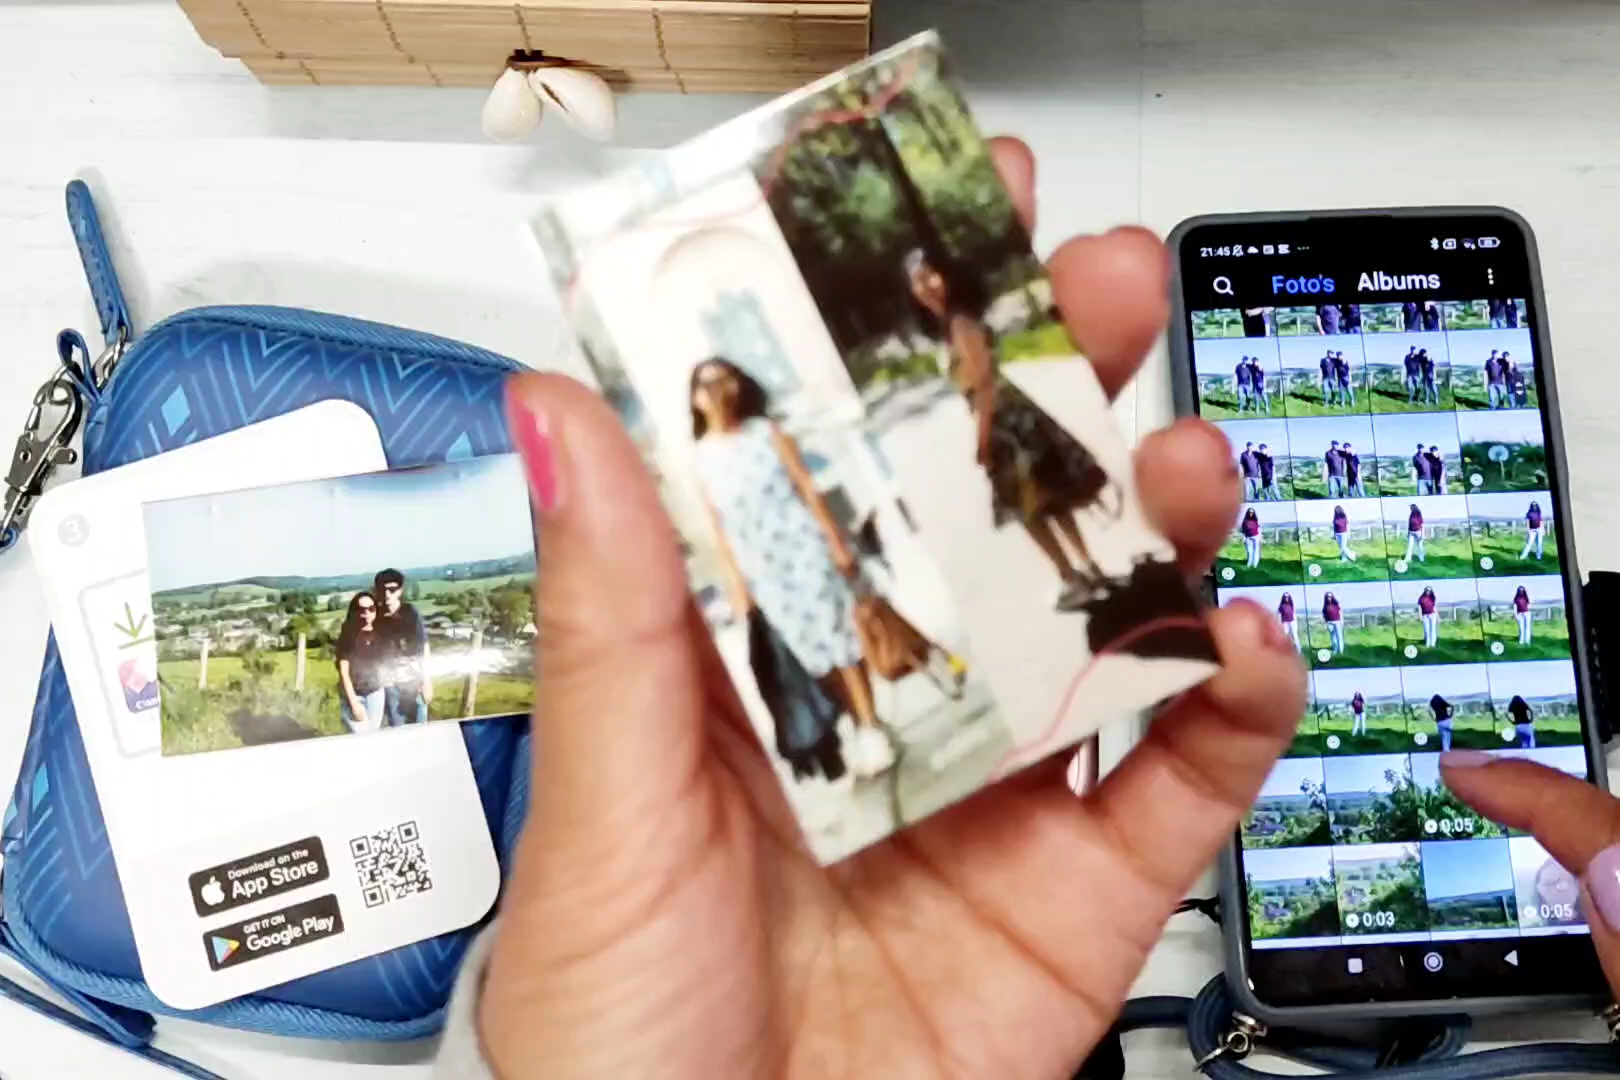 21:45
Foto's Albums
3
Download on the
App Store
GET IT ON
Google Play
0:05
0:03
0:05